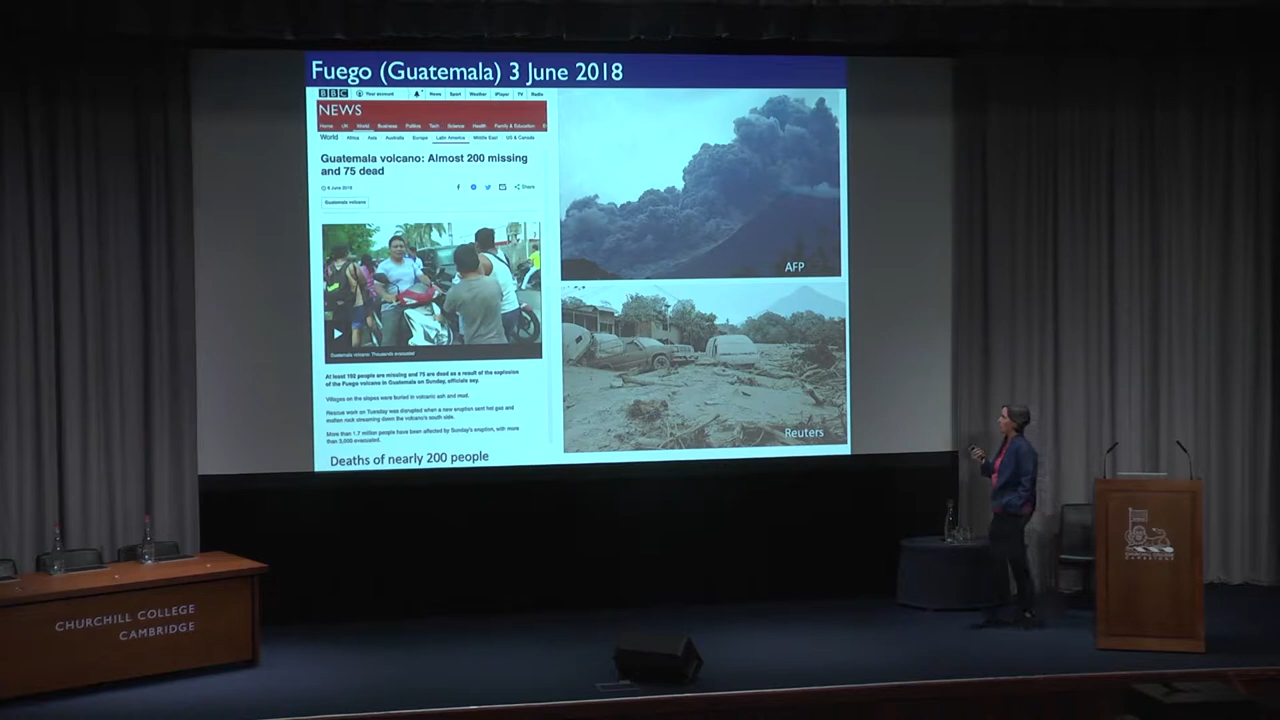 Fuego (Guatemala) 3 June 2018
BBC Your account News Sport Weather iPlayer TV Radio
NEWS
Home UK World Business Politics Tech Science Health Family & Education
World Africa Asia Australia Europe Latin America Middle East US & Canada
Guatemala volcano: Almost 200 missing
and 75 dead
6 June 2018
Share
Guatemala volcano
Guatemala volcano: Thousands evacuated
At least 192 people are missing and 75 are dead as a result of the explosion
of the Fuego volcano in Guatemala on Sunday, officials say.
Villages on the slopes were buried in volcanic ash and mud.
Rescue work on Tuesday was disrupted when a new eruption sent hot gas and
molten rock streaming down the volcano's south side.
More than 1.7 million people have been affected by Sunday's eruption, with more
than 3,000 evacuated.
Deaths of nearly 200 people
AFP
Reuters
CHURCHILL COLLEGE
CAMBRIDGE
CHURCHILL COLLEGE
CAMBRIDGE